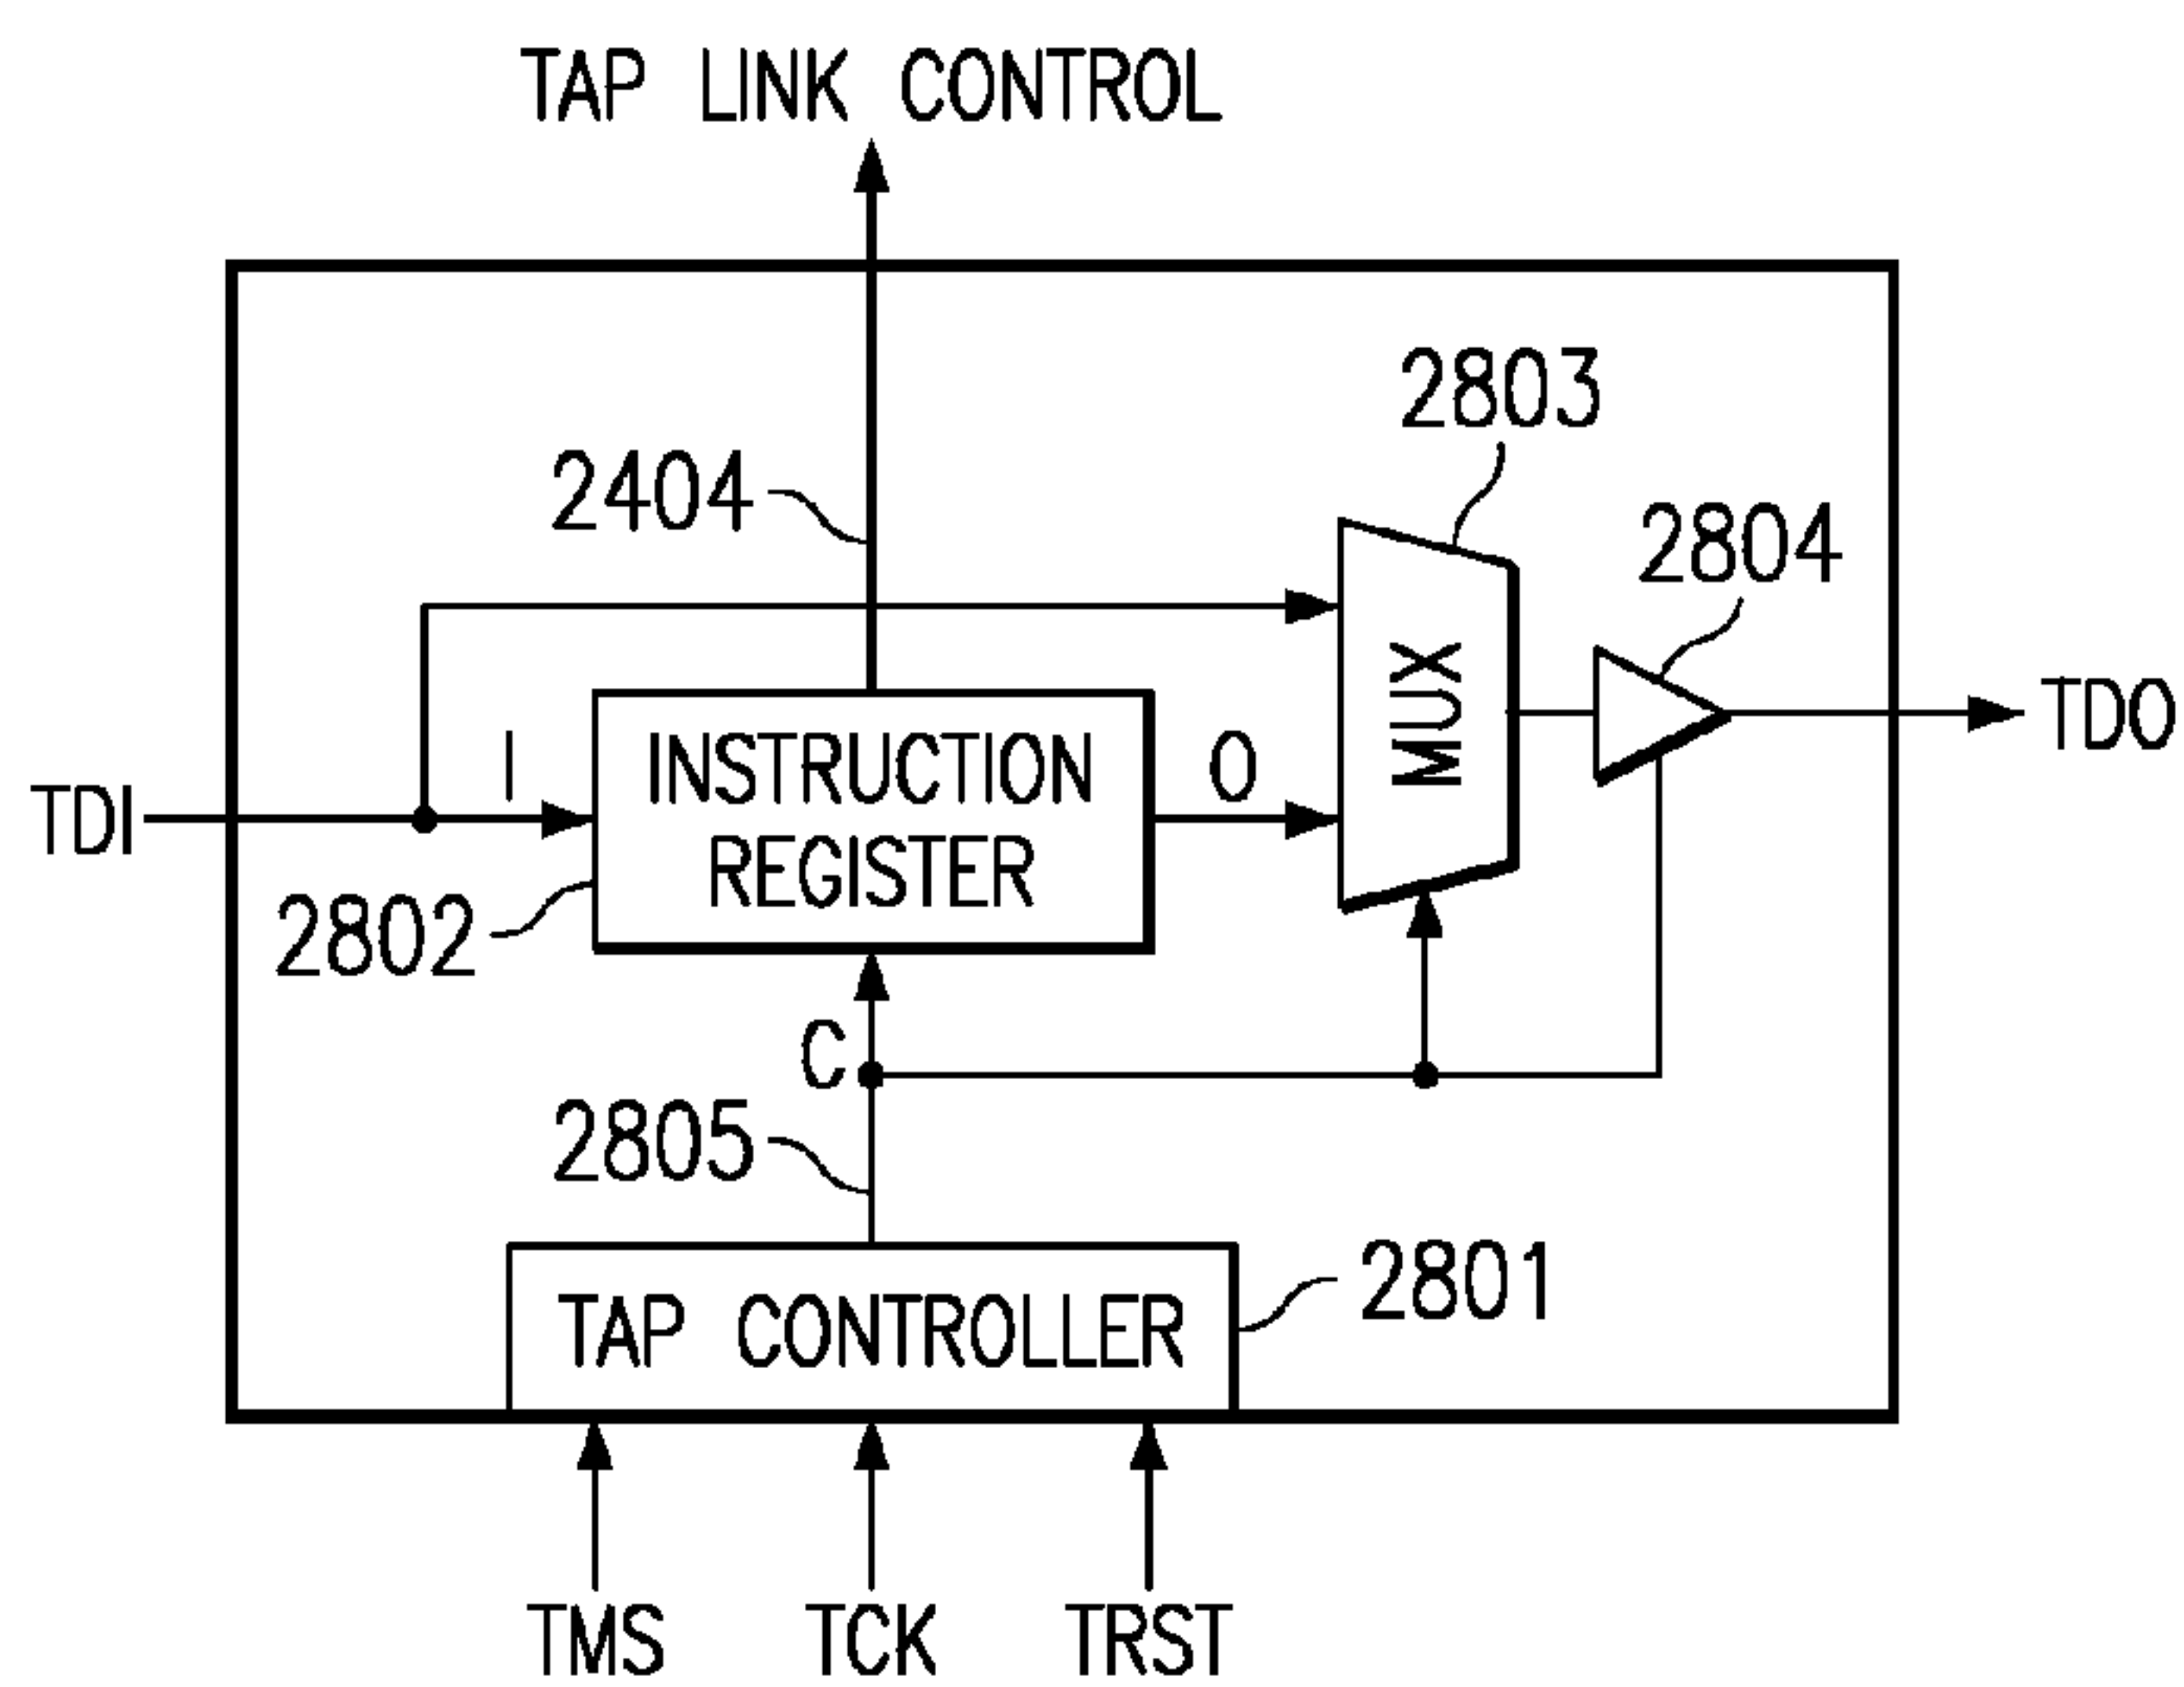 TAP LINK CONTROL
2803
2404
2804
MUX
TDO
I
INSTRUCTION
REGISTER
O
TDI
2802
C
2805
2801
TAP CONTROLLER
TMS
TCK
TRST